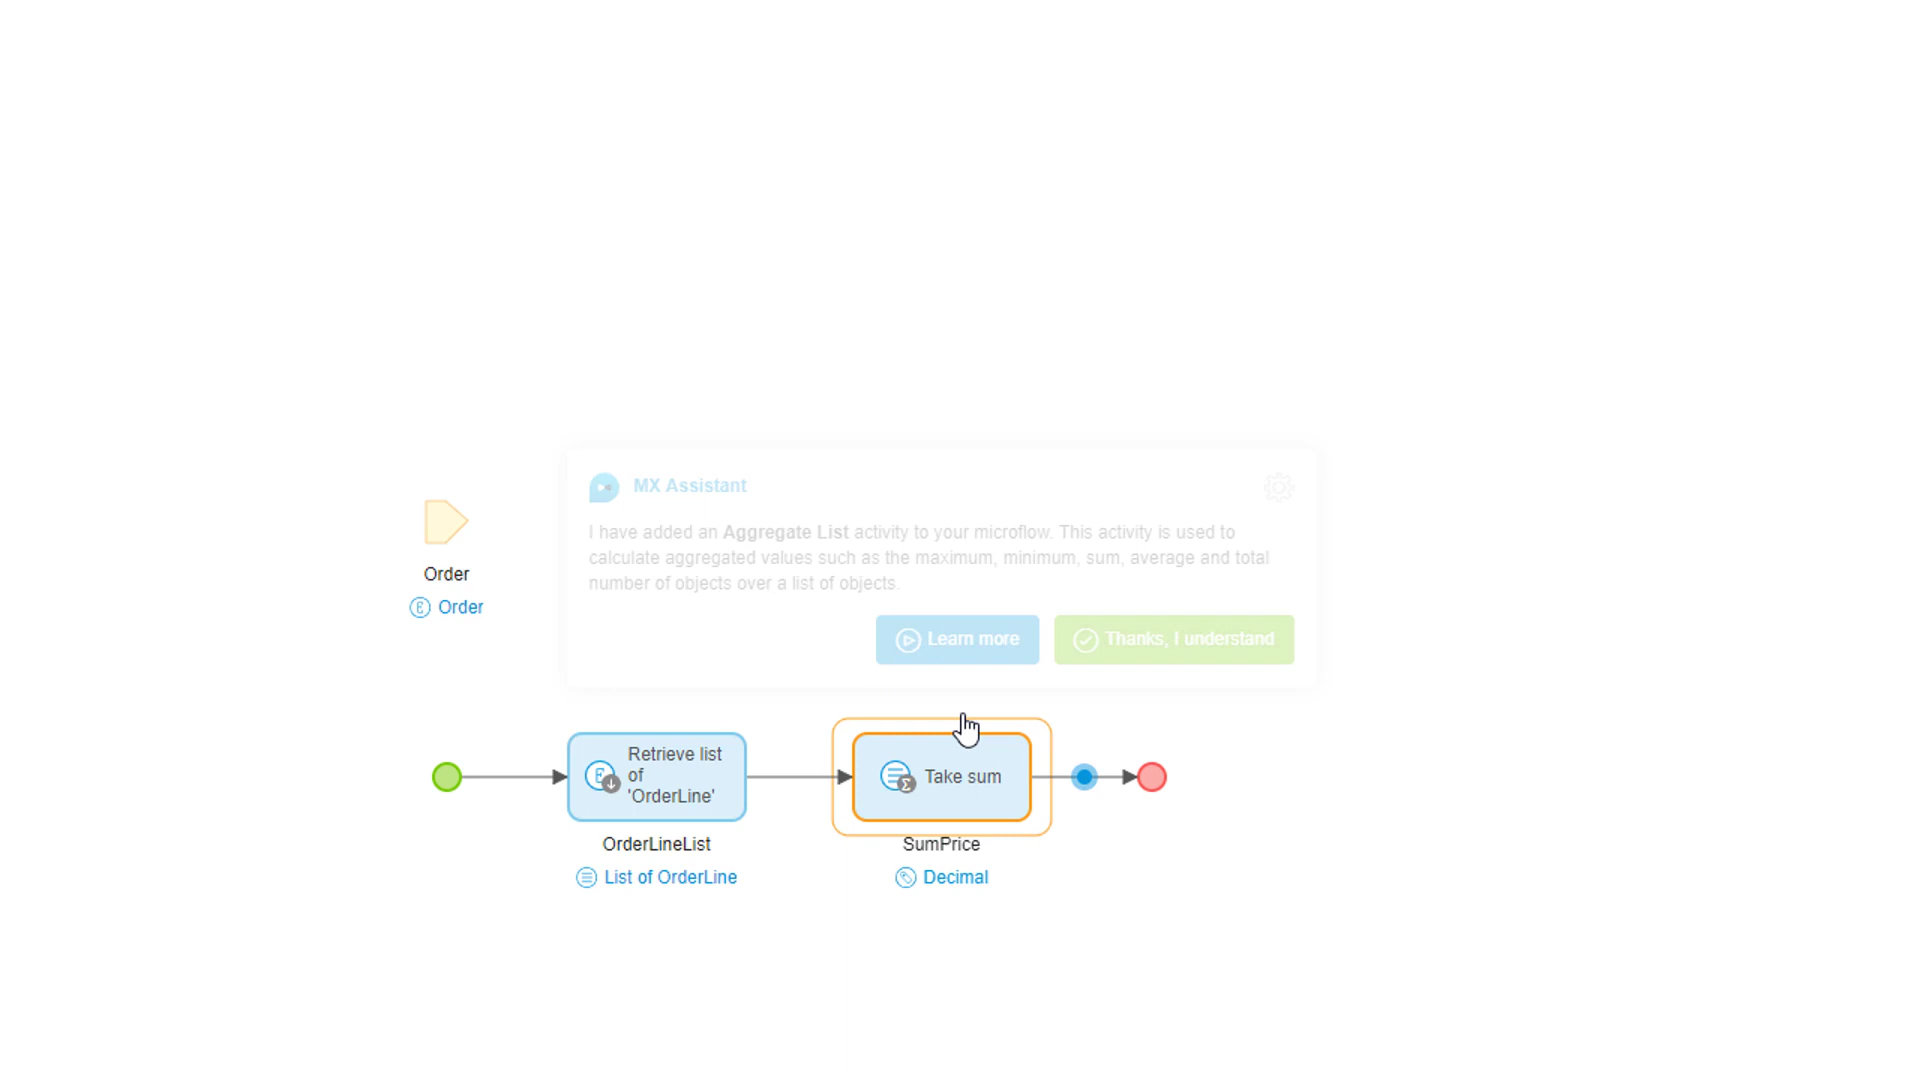 MX Assistant
I have added an Aggregate List activity to your microflow. This activity is used to
calculate aggregated values such as the maximum, minimum, sum, average and total
number of objects over a list of objects.
Learn more
Thanks, I understand
Order
Order
Retrieve list
of
'OrderLine'
OrderLineList
List of OrderLine
Take sum
SumPrice
Decimal